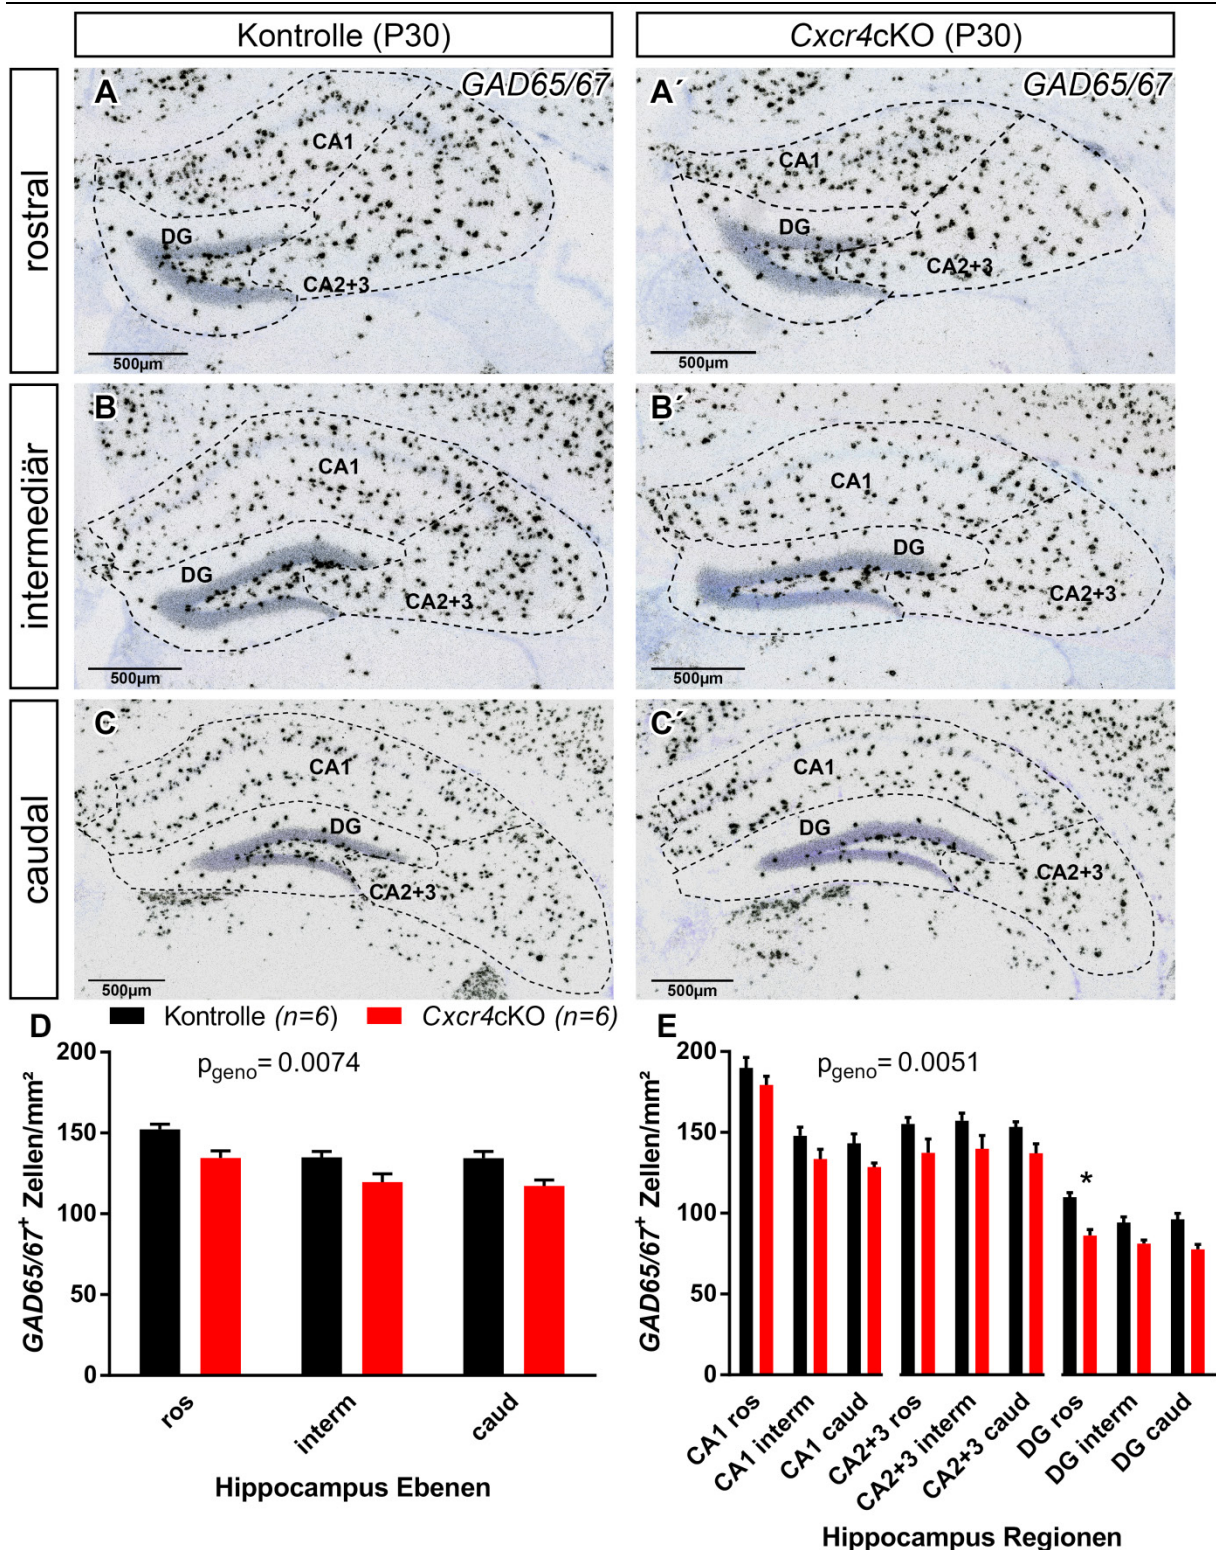 Kontrolle (P30)
Cxcr4cKO (P30)
rostral
A
GAD65/67
CA1
DG
CA2+3
500µm
A´
GAD65/67
CA1
DG
CA2+3
500µm
intermediär
B
CA1
DG
CA2+3
500µm
B´
CA1
DG
CA2+3
500µm
caudal
C
CA1
DG
CA2+3
500µm
C´
CA1
DG
CA2+3
500µm
Kontrolle (n=6)
Cxcr4cKO (n=6)
D
p_geno= 0.0074
GAD65/67⁺ Zellen/mm²
200
150
100
50
0
ros
interm
caud
Hippocampus Ebenen
E
p_geno= 0.0051
GAD65/67⁺ Zellen/mm²
200
150
100
50
0
*
CA1 ros
CA1 interm
CA1 caud
CA2+3 ros
CA2+3 interm
CA2+3 caud
DG ros
DG interm
DG caud
Hippocampus Regionen